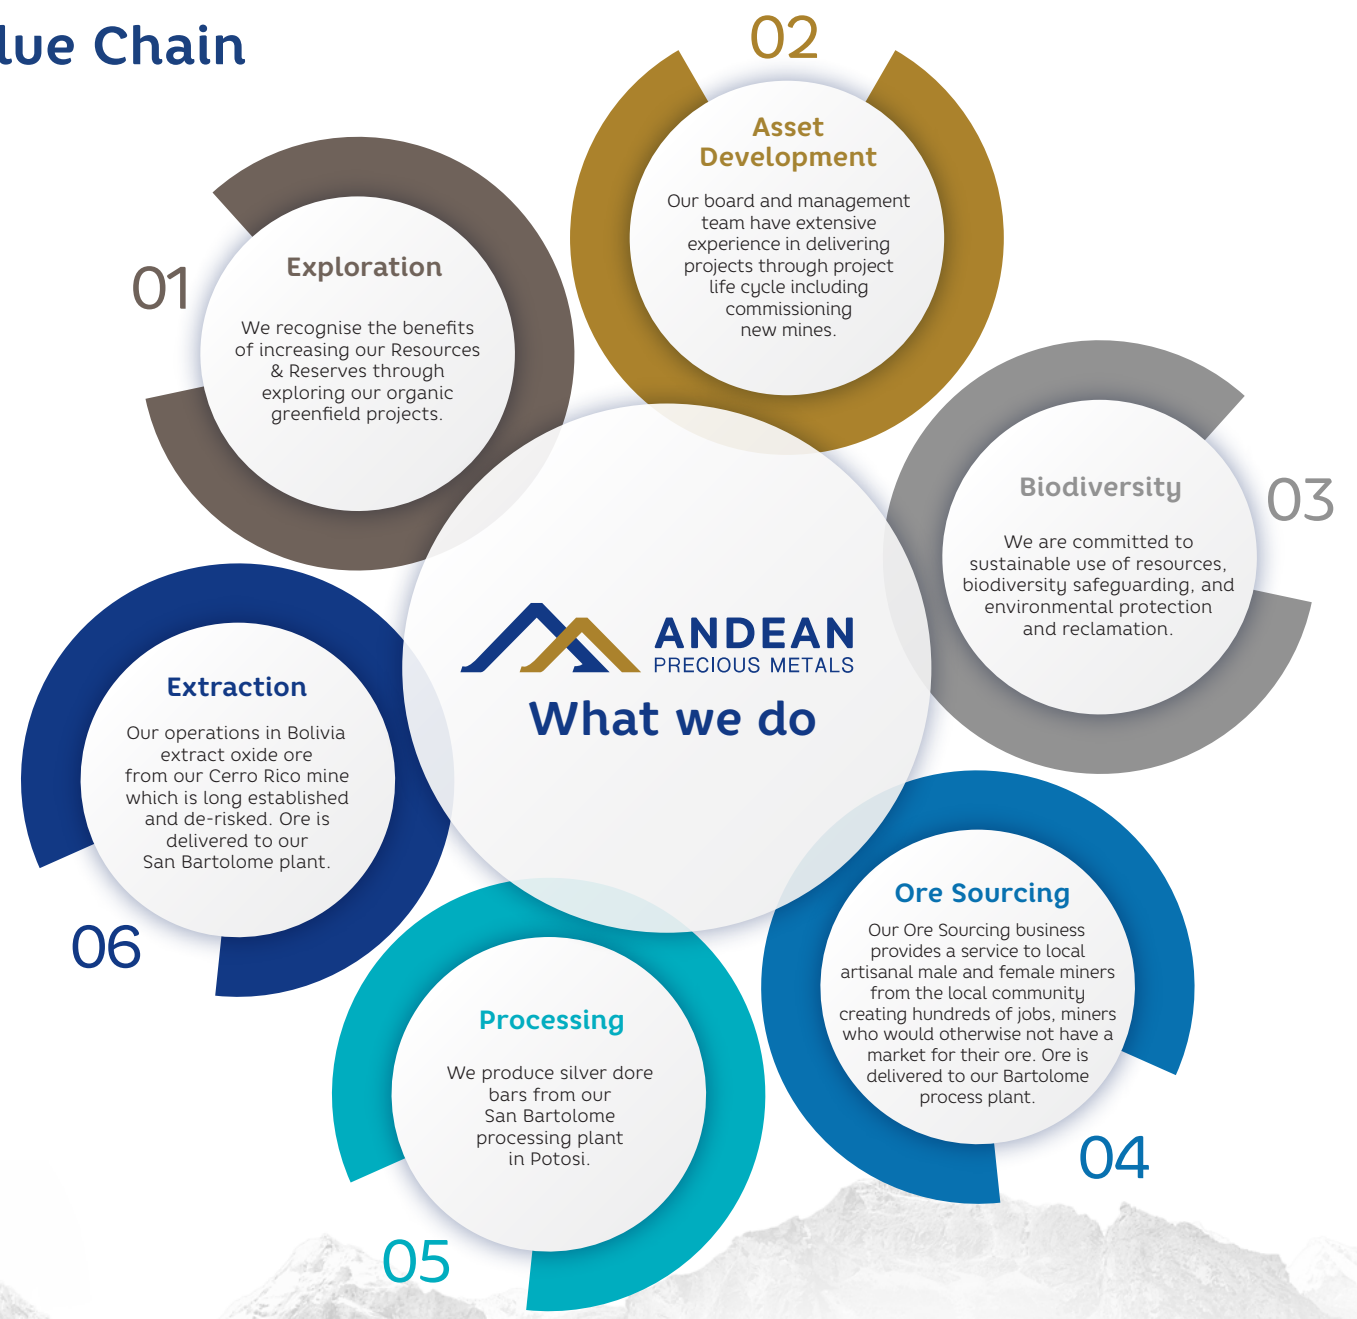 Chain
02
Asset
Development
Our board and management
team have extensive
experience in delivering
projects through project
life cycle including
commissioning
new mines.
01
Exploration
We recognise the benefits
of increasing our Resources
& Reserves through
exploring our organic
greenfield projects.
Biodiversity
03
We are committed to
sustainable use of resources,
biodiversity safeguarding, and
environmental protection
and reclamation.
ANDEAN
PRECIOUS METALS
What we do
Extraction
Our operations in Bolivia
extract oxide ore
from our Cerro Rico mine
which is long established
and de-risked. Ore is
delivered to our
San Bartolome plant.
06
Ore Sourcing
Our Ore Sourcing business
provides a service to local
artisanal male and female miners
from the local community
creating hundreds of jobs, miners
who would otherwise not have a
market for their ore. Ore is
delivered to our Bartolome
process plant.
04
Processing
We produce silver dore
bars from our
San Bartolome
processing plant
in Potosi.
05